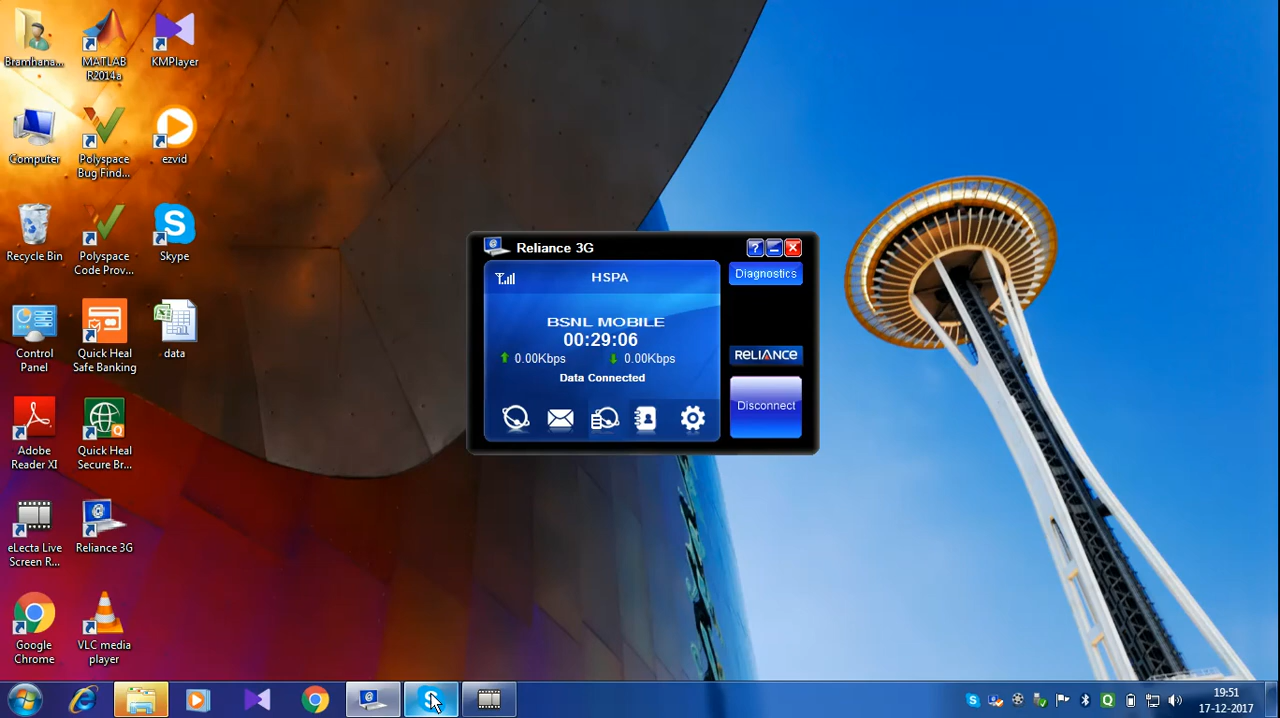 Bramhana...
MATLAB
R2014a
KMPlayer
Computer
Polyspace
Bug Find...
ezvid
Recycle Bin
Polyspace
Code Prov...
Skype
Control
Panel
Quick Heal
Safe Banking
data
Adobe
Reader XI
Quick Heal
Secure Br...
eLecta Live
Screen R...
Reliance 3G
Google
Chrome
VLC media
player
Reliance 3G
Diagnostics
HSPA
BSNL MOBILE
00:29:06
0.00Kbps 0.00Kbps
Data Connected
RELIANCE
Disconnect
19:51
17-12-2017